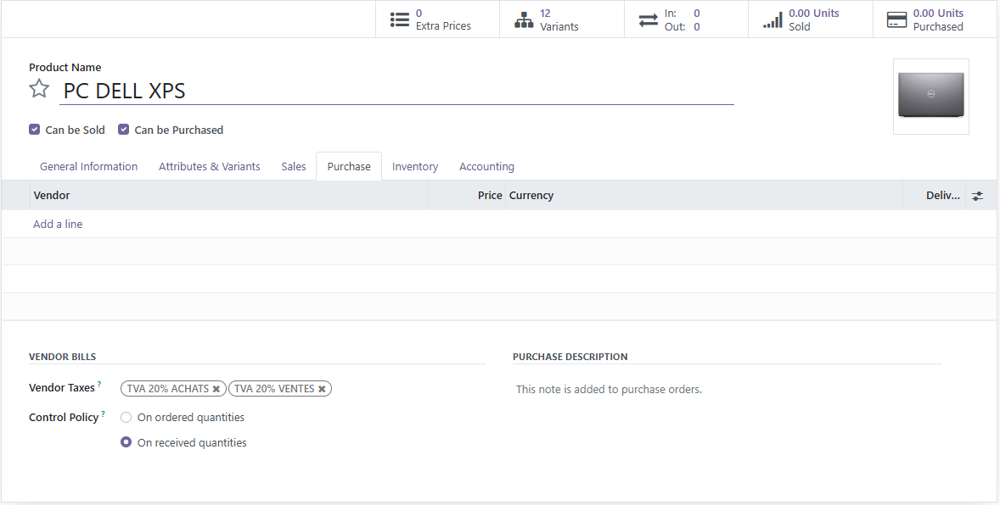 0
Extra Prices
12
Variants
In: 0
Out: 0
0.00 Units
Sold
0.00 Units
Purchased
Product Name
PC DELL XPS
Can be Sold Can be Purchased
General Information Attributes & Variants Sales Purchase Inventory Accounting
Vendor Price Currency Deliv...
Add a line
VENDOR BILLS
Vendor Taxes ? TVA 20% ACHATS TVA 20% VENTES
Control Policy ? On ordered quantities
On received quantities
PURCHASE DESCRIPTION
This note is added to purchase orders.